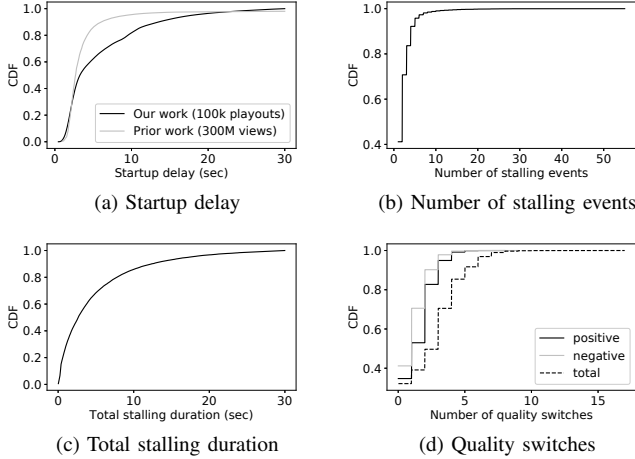 1.0
0.8
0.6
0.4
0.2
0.0
CDF
Our work (100k playouts)
Prior work (300M views)
0 10 20 30
Startup delay (sec)
(a) Startup delay
1.0
0.8
0.6
0.4
CDF
0 10 20 30 40 50
Number of stalling events
(b) Number of stalling events
1.0
0.8
0.6
0.4
0.2
0.0
CDF
0 10 20 30
Total stalling duration (sec)
(c) Total stalling duration
1.0
0.8
0.6
0.4
CDF
positive
negative
total
0 5 10 15
Number of quality switches
(d) Quality switches